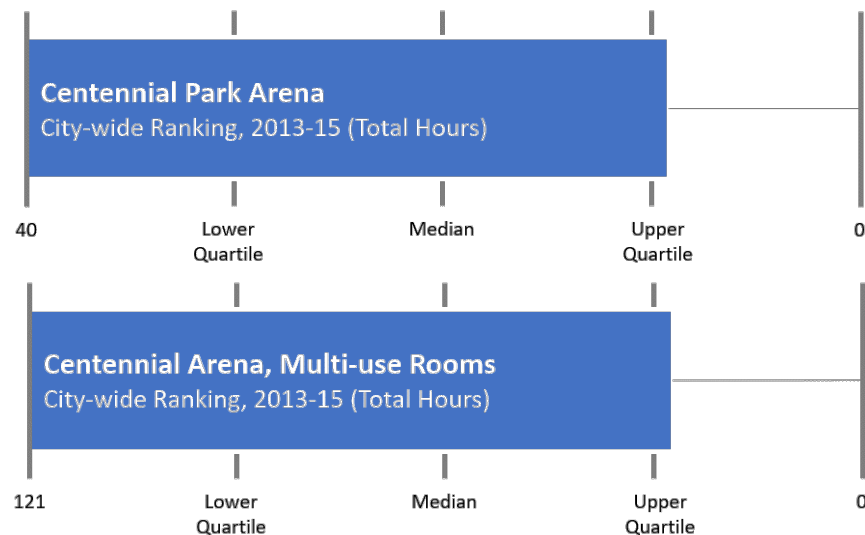 Centennial Park Arena
City-wide Ranking, 2013-15 (Total Hours)
40
Lower
Quartile
Median
Upper
Quartile
0
Centennial Arena, Multi-use Rooms
City-wide Ranking, 2013-15 (Total Hours)
121
Lower
Quartile
Median
Upper
Quartile
0